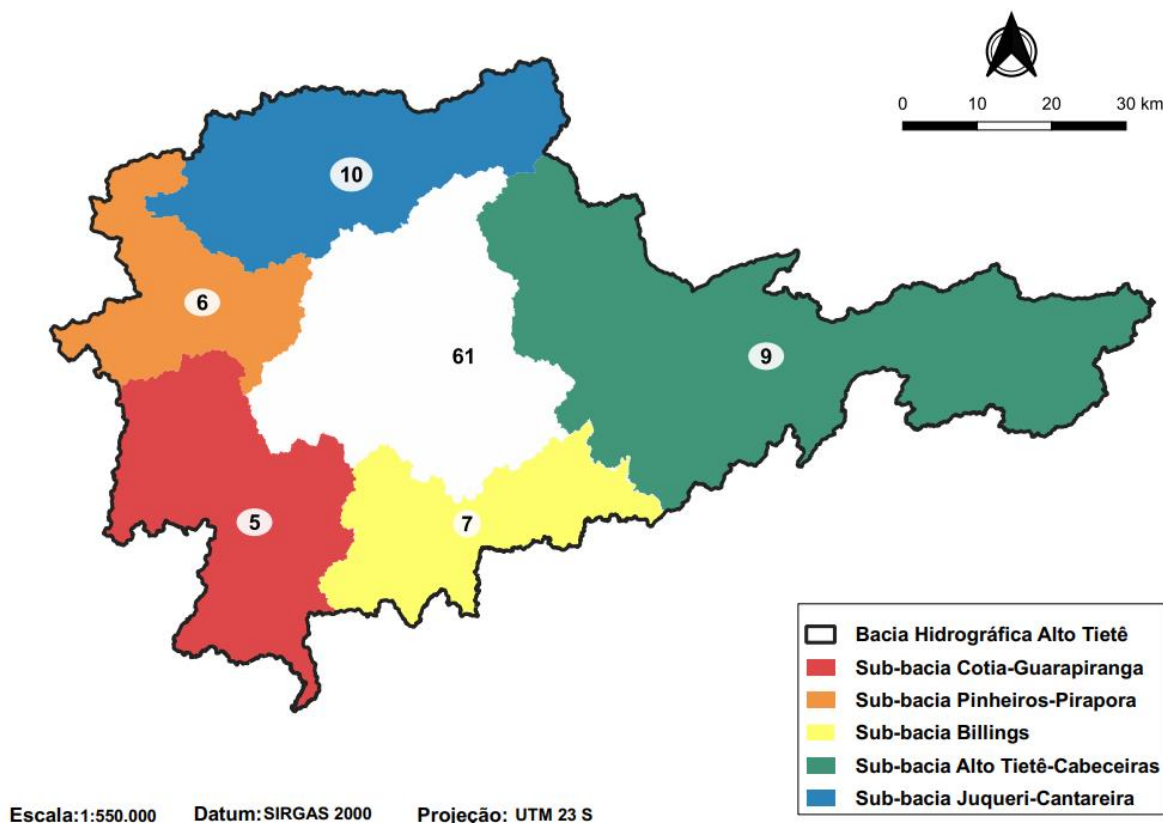 0 10 20 30 km
10
6
61
9
5
7
Bacia Hidrográfica Alto Tietê
Sub-bacia Cotia-Guarapiranga
Sub-bacia Pinheiros-Pirapora
Sub-bacia Billings
Sub-bacia Alto Tietê-Cabeceiras
Sub-bacia Juqueri-Cantareira
Escala:1:550.000 Datum:SIRGAS 2000 Projeção: UTM 23 S